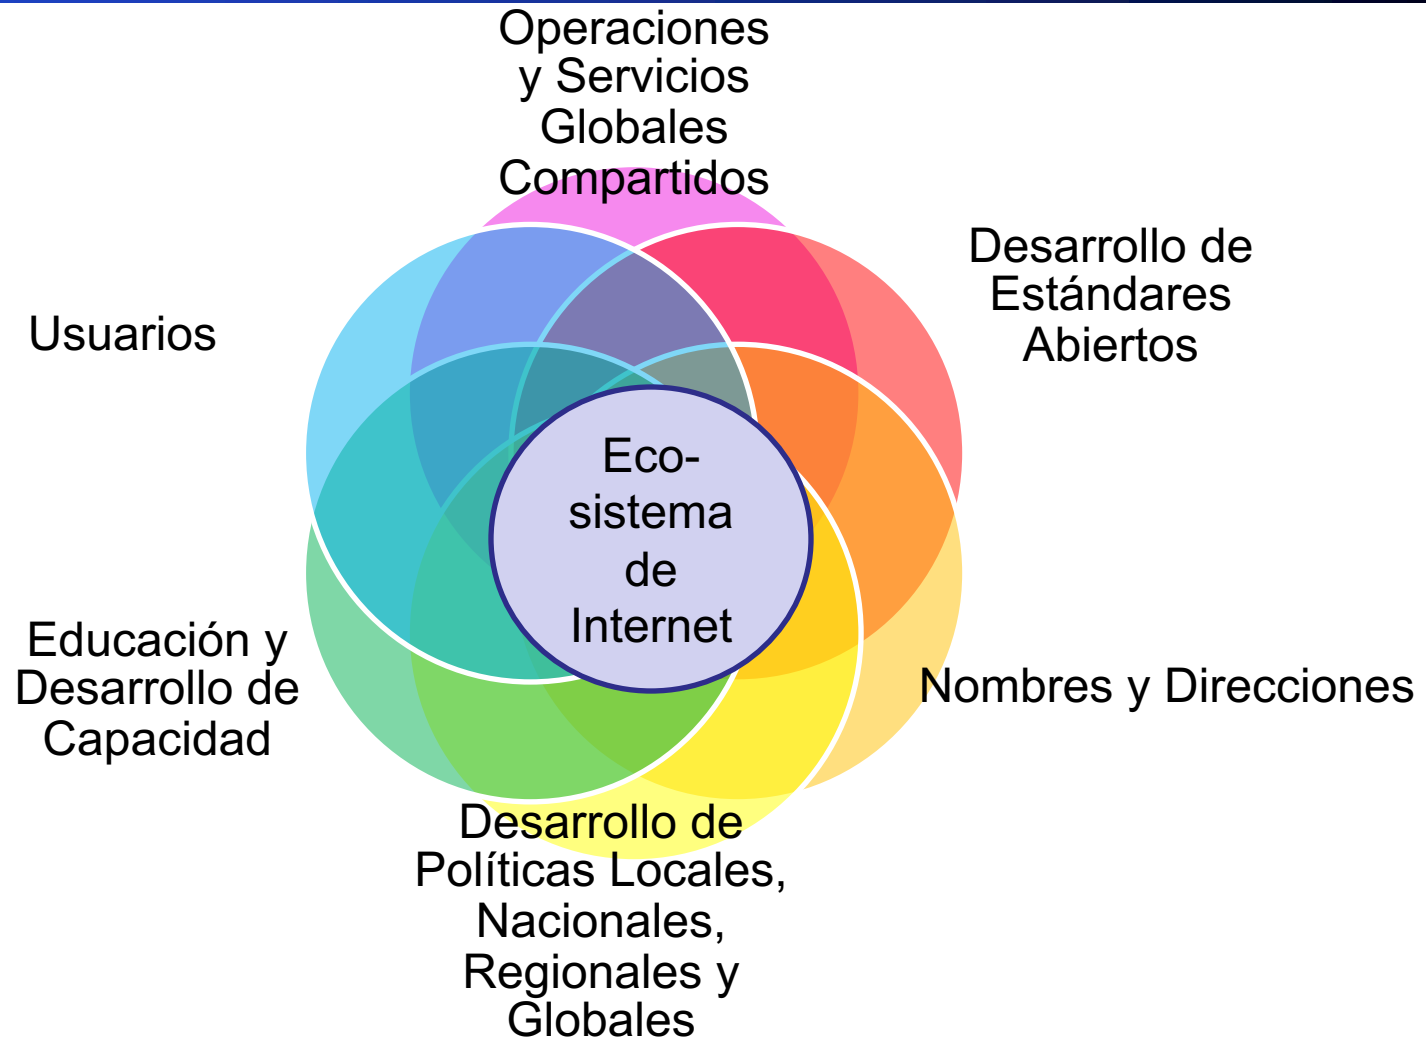 Operaciones
y Servicios
Globales
Compartidos
Desarrollo de
Estándares
Abiertos
Usuarios
Eco-
sistema
de
Internet
Educación y
Desarrollo de
Capacidad
Nombres y Direcciones
Desarrollo de
Políticas Locales,
Nacionales,
Regionales y
Globales